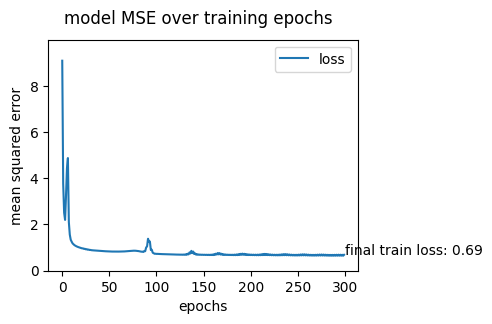 model MSE over training epochs
loss
mean squared error
8
6
4
2
0
final train loss: 0.69
0 50 100 150 200 250 300
epochs